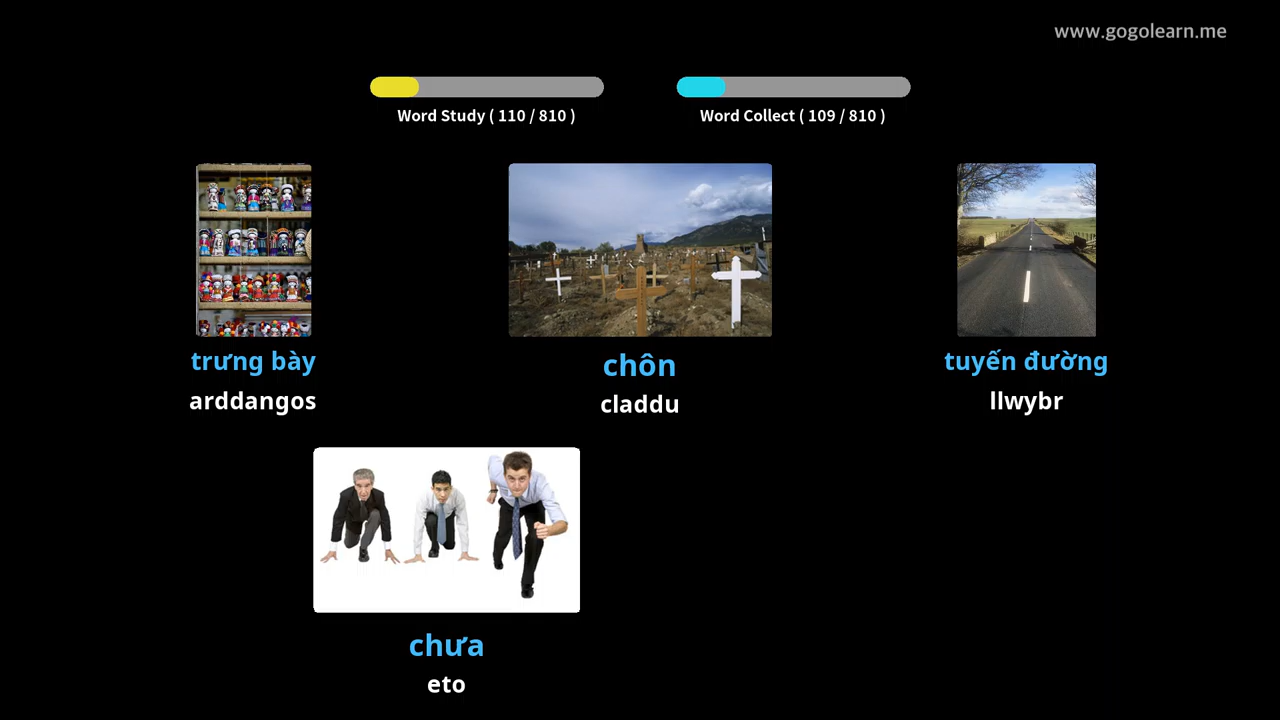 www.gogolearn.me
Word Study ( 110 / 810 )
Word Collect ( 109 / 810 )
trưng bày
arddangos
chôn
claddu
tuyến đường
llwybr
chưa
eto